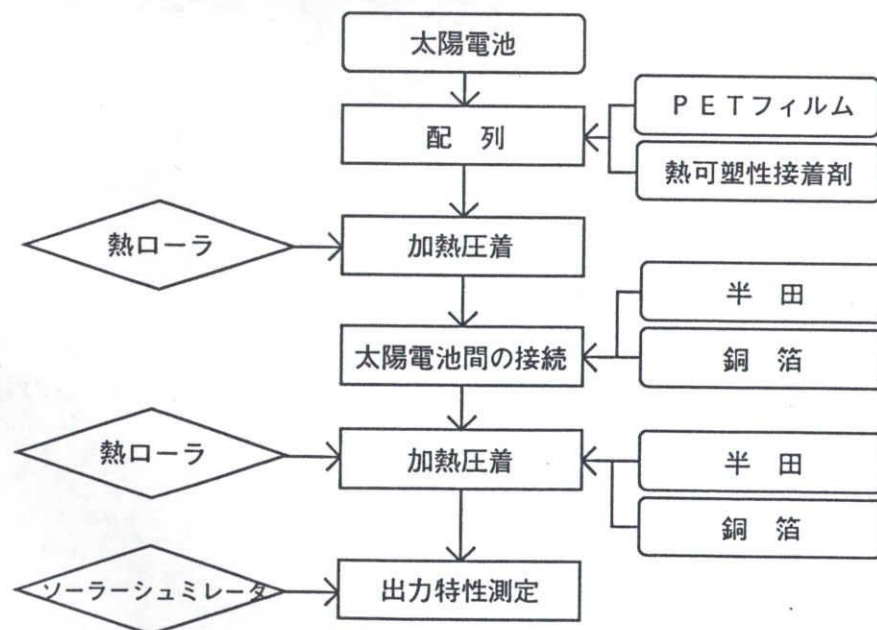 太陽電池
配　列
ＰＥＴフィルム
熱可塑性接着剤
熱ローラ
加熱圧着
半　田
銅　箔
太陽電池間の接続
熱ローラ
加熱圧着
半　田
銅　箔
ソーラーシュミレータ
出力特性測定